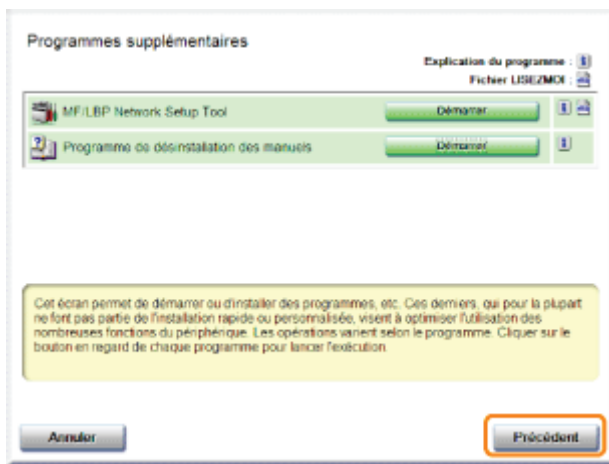 Programmes supplémentaires
Explication du programme :
Fichier LISEZMOI :
MF/LBP Network Setup Tool
Démarrer
Programme de désinstallation des manuels
Démarrer
Cet écran permet de démarrer ou d'installer des programmes, etc. Ces derniers, qui pour la plupart
ne font pas partie de l'installation rapide ou personnalisée, visent à optimiser l'utilisation des
nombreuses fonctions du périphérique. Les opérations varient selon le programme. Cliquer sur le
bouton en regard de chaque programme pour lancer l'exécution.
Annuler
Précédent